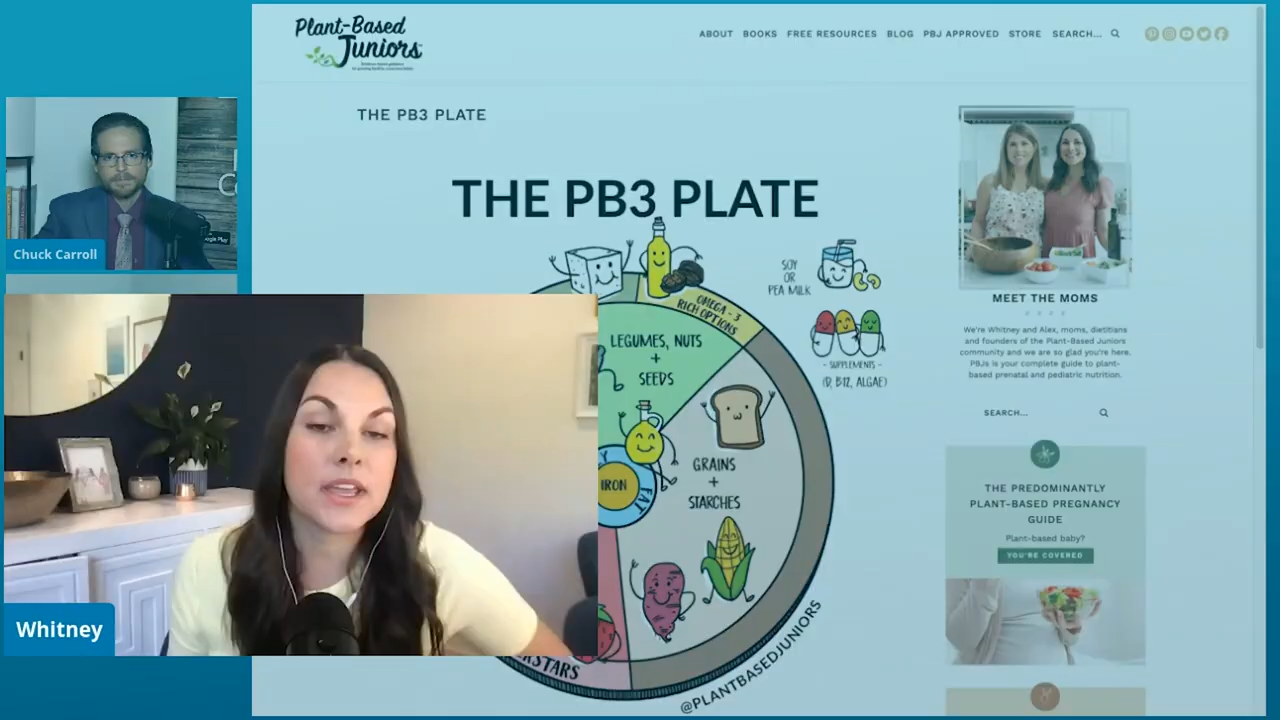 Plant-Based
Juniors
ABOUT BOOKS FREE RESOURCES BLOG PBJ APPROVED STORE SEARCH...
THE PB3 PLATE
THE PB3 PLATE
Chuck Carroll
Google Play
SOY
OR
PEA MILK
OMEGA-3
RICH OPTIONS
LEGUMES, NUTS
+
SEEDS
- SUPPLEMENTS -
(D, B12, ALGAE)
GRAINS
+
STARCHES
IRON
FAT
@PLANTBASEDJUNIORS
Whitney
MEET THE MOMS
We're Whitney and Alex, moms, dietitians
and founders of the Plant-Based Juniors
community and we are so glad you're here.
PBJs is your complete guide to plant-
based prenatal and pediatric nutrition.
SEARCH...
THE PREDOMINANTLY
PLANT-BASED PREGNANCY
GUIDE
Plant-based baby?
YOU'RE COVERED